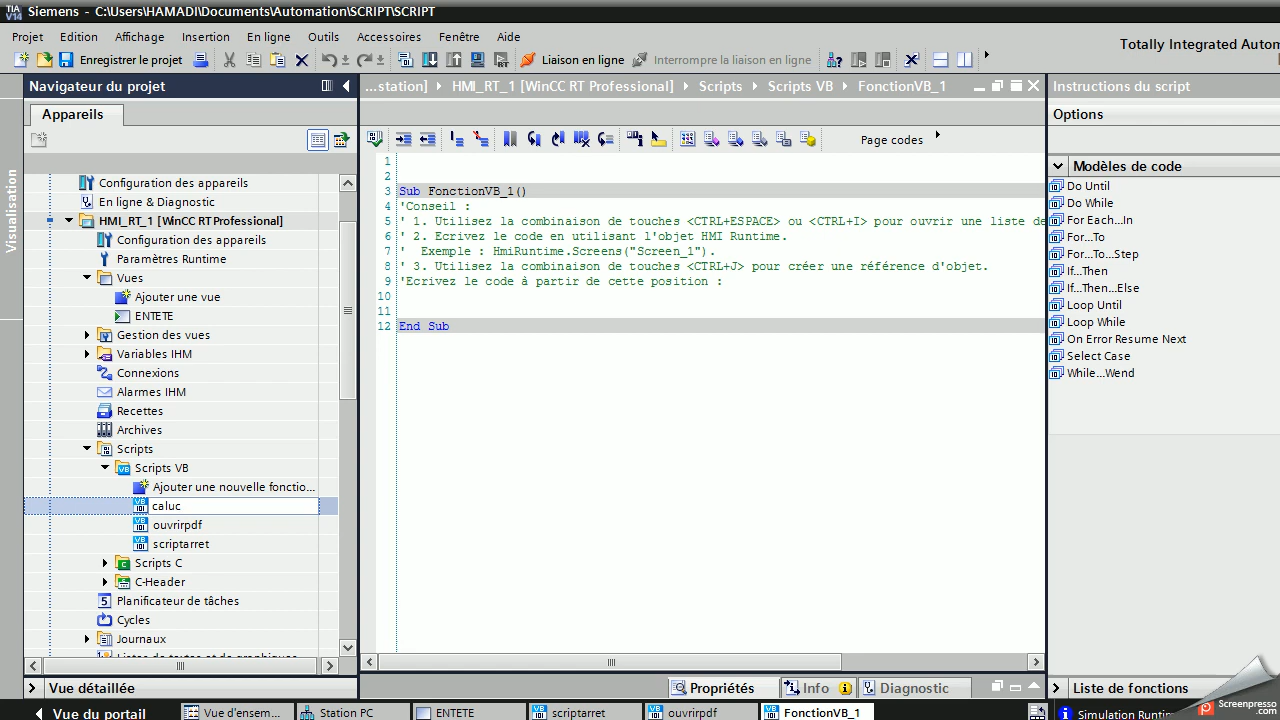 TIA V14 Siemens - C:\Users\HAMADI\Documents\Automation\SCRIPT\SCRIPT
Projet Edition Affichage Insertion En ligne Outils Accessoires Fenêtre Aide
Totally Integrated Autom
Enregistrer le projet Liaison en ligne Interrompre la liaison en ligne
Navigateur du projet
...station] HMI_RT_1 [WinCC RT Professional] Scripts Scripts VB FonctionVB_1
Instructions du script
Appareils
Options
Page codes
Visualisation
Configuration des appareils
En ligne & Diagnostic
HMI_RT_1 [WinCC RT Professional]
Configuration des appareils
Paramètres Runtime
Vues
Ajouter une vue
ENTETE
Gestion des vues
Variables IHM
Connexions
Alarmes IHM
Recettes
Archives
Scripts
Scripts VB
Ajouter une nouvelle fonctio...
caluc
ouvrirpdf
scriptarret
Scripts C
C-Header
Planificateur de tâches
Cycles
Journaux
Listes de textes et de graphiques
Vue détaillée
1
2
3 Sub FonctionVB_1()
4 'Conseil :
5 ' 1. Utilisez la combinaison de touches <CTRL+ESPACE> ou <CTRL+I> pour ouvrir une liste de
6 ' 2. Ecrivez le code en utilisant l'objet HMI Runtime.
7 '  Exemple : HmiRuntime.Screens("Screen_1").
8 ' 3. Utilisez la combinaison de touches <CTRL+J> pour créer une référence d'objet.
9 'Ecrivez le code à partir de cette position :
10
11
12 End Sub
Modèles de code
Do Until
Do While
For Each...In
For...To
For...To...Step
If...Then
If...Then...Else
Loop Until
Loop While
On Error Resume Next
Select Case
While...Wend
Liste de fonctions
Propriétés Info Diagnostic
Vue du portail Vue d'ensem... Station PC ENTETE scriptarret ouvrirpdf FonctionVB_1
Simulation Runtim
Screenpresso
.com